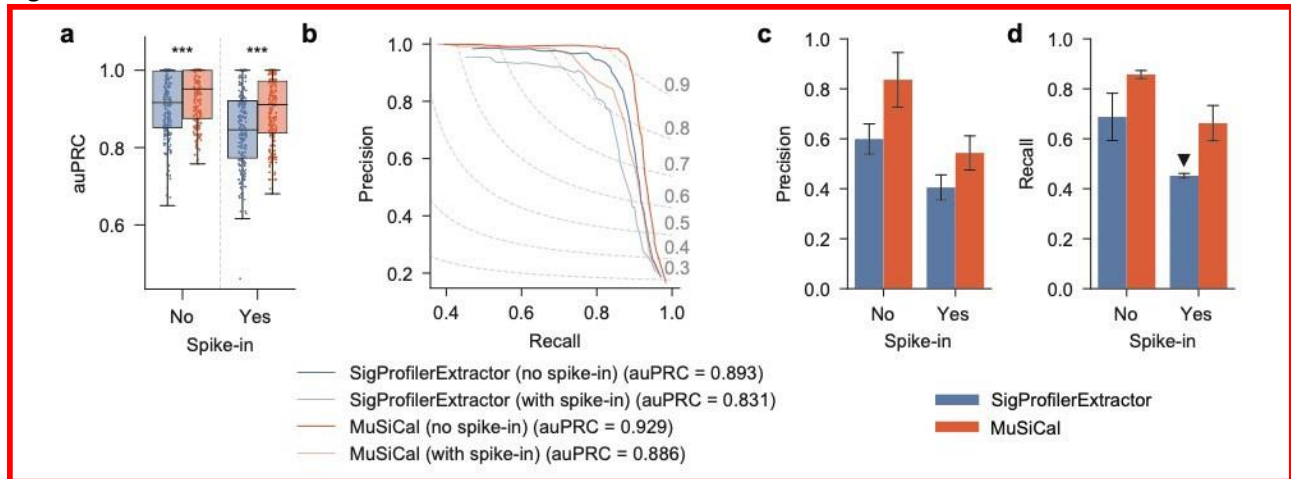 a
***
***
auPRC
1.0
0.8
0.6
No
Yes
Spike-in
b
Precision
1.0
0.8
0.6
0.4
0.2
0.9
0.8
0.7
0.6
0.5
0.4
0.3
0.4
0.6
0.8
1.0
Recall
SigProfilerExtractor (no spike-in) (auPRC = 0.893)
SigProfilerExtractor (with spike-in) (auPRC = 0.831)
MuSiCal (no spike-in) (auPRC = 0.929)
MuSiCal (with spike-in) (auPRC = 0.886)
c
Precision
1.0
0.8
0.6
0.4
0.2
0.0
No
Yes
Spike-in
d
Recall
1.0
0.8
0.6
0.4
0.2
0.0
No
Yes
Spike-in
SigProfilerExtractor
MuSiCal